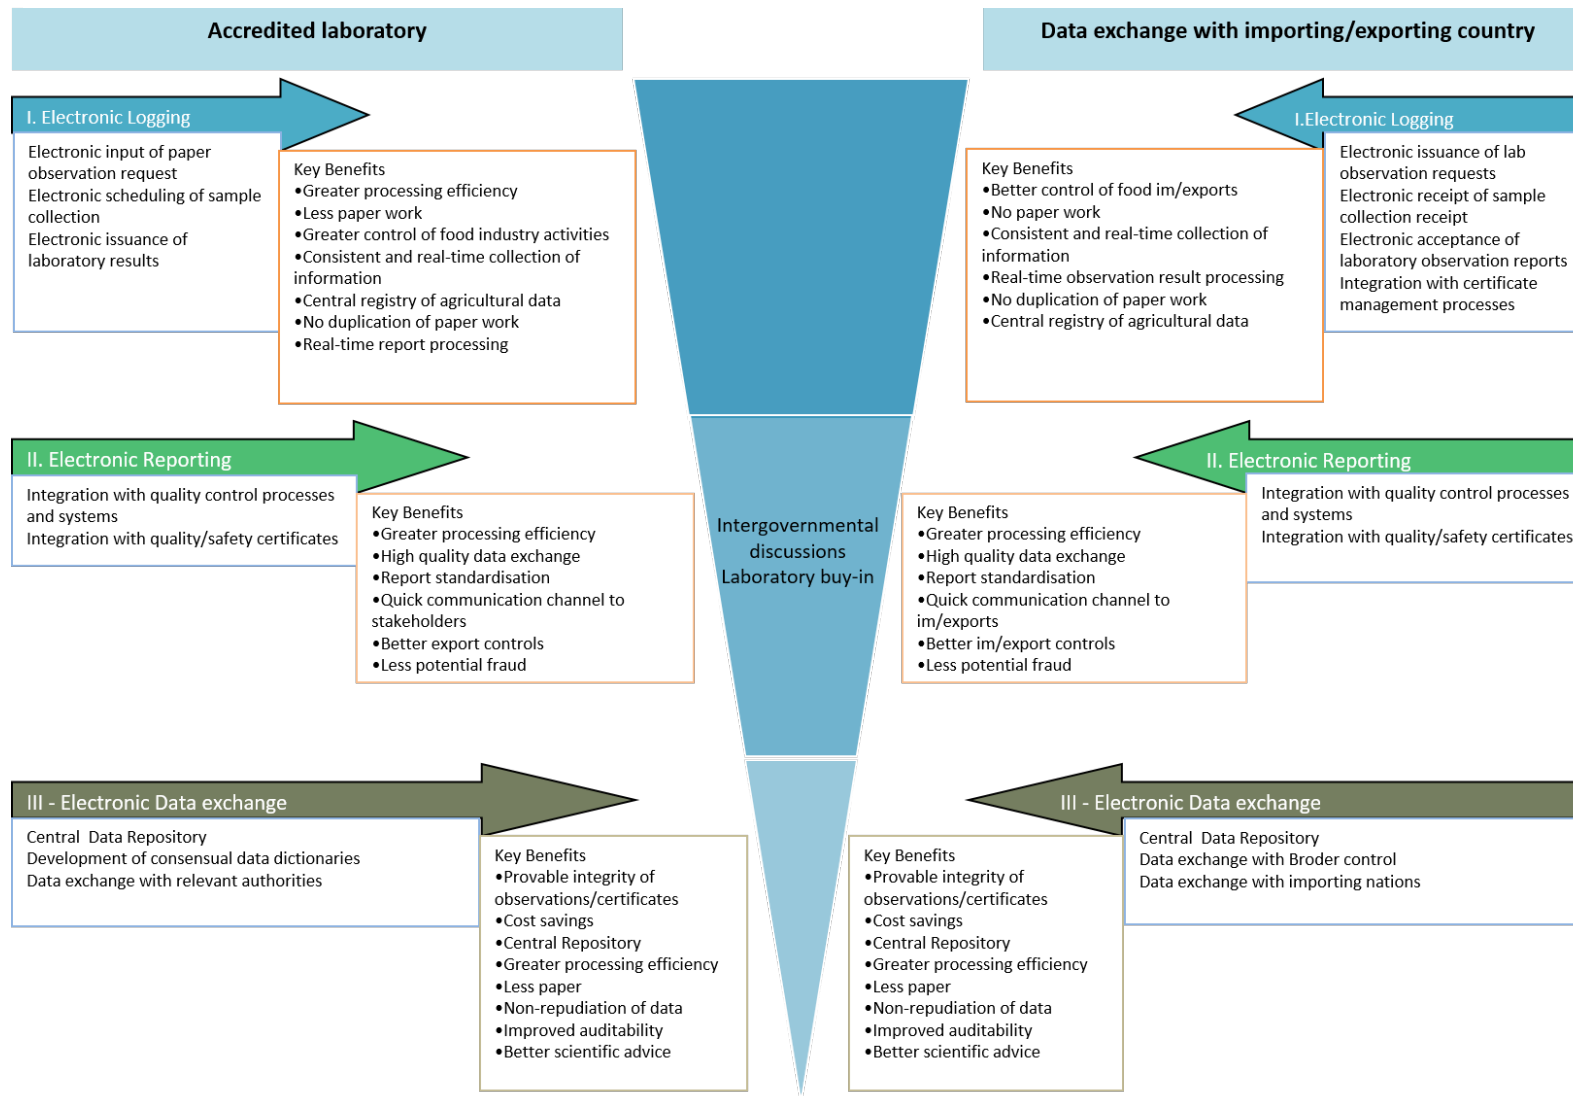 Accredited laboratory
Data exchange with importing/exporting country
I. Electronic Logging
Electronic input of paper
observation request
Electronic scheduling of sample
collection
Electronic issuance of
laboratory results
Key Benefits
•Greater processing efficiency
•Less paper work
•Greater control of food industry activities
•Consistent and real-time collection of
information
•Central registry of agricultural data
•No duplication of paper work
•Real-time report processing
I.Electronic Logging
Electronic issuance of lab
observation requests
Electronic receipt of sample
collection receipt
Electronic acceptance of
laboratory observation reports
Integration with certificate
management processes
Key Benefits
•Better control of food im/exports
•No paper work
•Consistent and real-time collection of
information
•Real-time observation result processing
•No duplication of paper work
•Central registry of agricultural data
II. Electronic Reporting
Integration with quality control processes
and systems
Integration with quality/safety certificates
Key Benefits
•Greater processing efficiency
•High quality data exchange
•Report standardisation
•Quick communication channel to
stakeholders
•Better export controls
•Less potential fraud
Intergovernmental
discussions
Laboratory buy-in
II. Electronic Reporting
Integration with quality control processes
and systems
Integration with quality/safety certificates
Key Benefits
•Greater processing efficiency
•High quality data exchange
•Report standardisation
•Quick communication channel to
im/exports
•Better im/export controls
•Less potential fraud
III - Electronic Data exchange
Central  Data Repository
Development of consensual data dictionaries
Data exchange with relevant authorities
Key Benefits
•Provable integrity of
observations/certificates
•Cost savings
•Central Repository
•Greater processing efficiency
•Less paper
•Non-repudiation of data
•Improved auditability
•Better scientific advice
III - Electronic Data exchange
Central  Data Repository
Data exchange with Broder control
Data exchange with importing nations
Key Benefits
•Provable integrity of
observations/certificates
•Cost savings
•Central Repository
•Greater processing efficiency
•Less paper
•Non-repudiation of data
•Improved auditability
•Better scientific advice